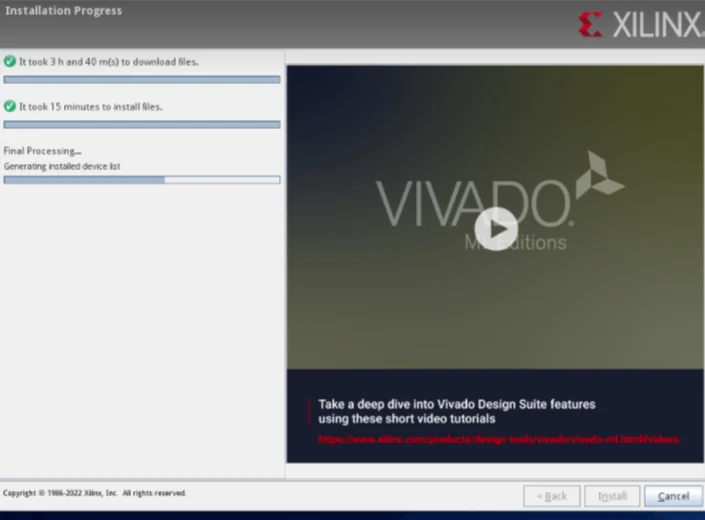 Installation Progress
XILINX
It took 3 h and 40 m(s) to download files.
It took 15 minutes to install files.
Final Processing...
Generating installed device list
VIVADO
ML Editions
Take a deep dive into Vivado Design Suite features
using these short video tutorials
https://www.xilinx.com/products/design-tools/vivado/vivado-ml.html#videos
Copyright © 1986-2022 Xilinx, Inc. All rights reserved.
< Back
Install
Cancel